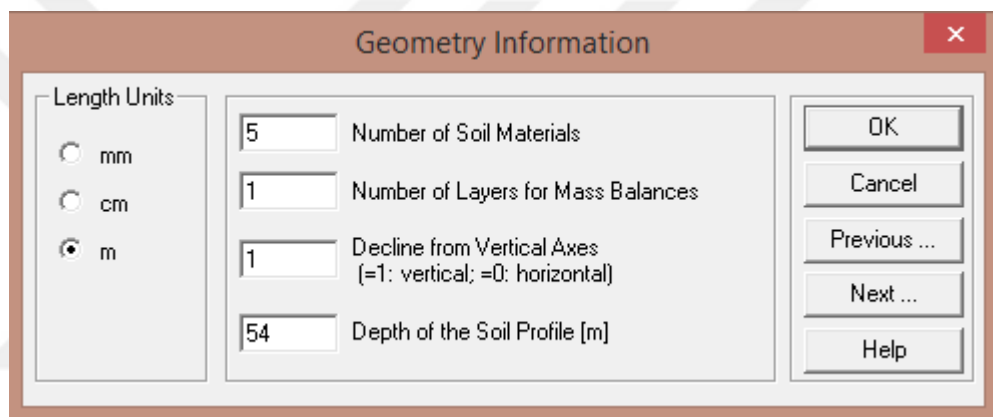 Geometry Information
x
Length Units
mm
cm
m
5 Number of Soil Materials
1 Number of Layers for Mass Balances
1 Decline from Vertical Axes
(=1: vertical; =0: horizontal)
54 Depth of the Soil Profile [m]
OK
Cancel
Previous ...
Next ...
Help